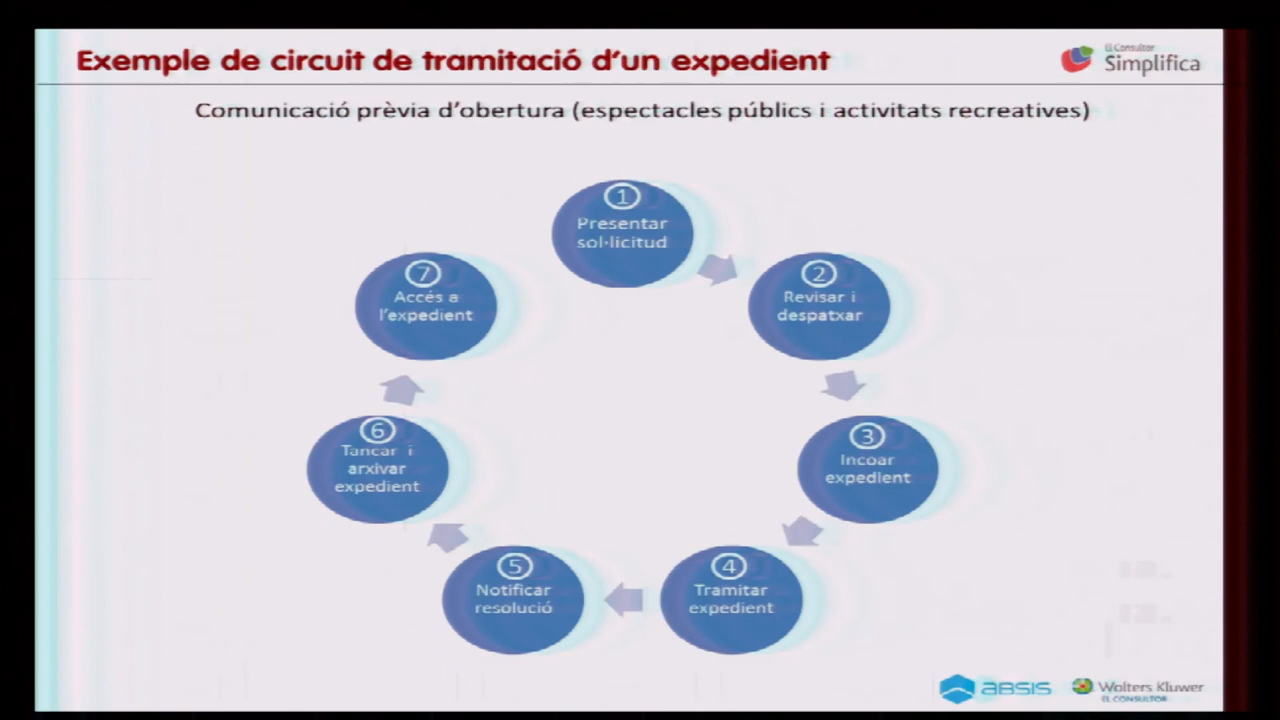 Exemple de circuit de tramitació d'un expedient
El Consultor
Simplifica
Comunicació prèvia d'obertura (espectacles públics i activitats recreatives)
1
Presentar
sol·licitud
2
Revisar i
despatxar
3
Incoar
expedient
4
Tramitar
expedient
5
Notificar
resolució
6
Tancar i
arxivar
expedient
7
Accés a
l'expedient
absis
Wolters Kluwer
EL CONSULTOR